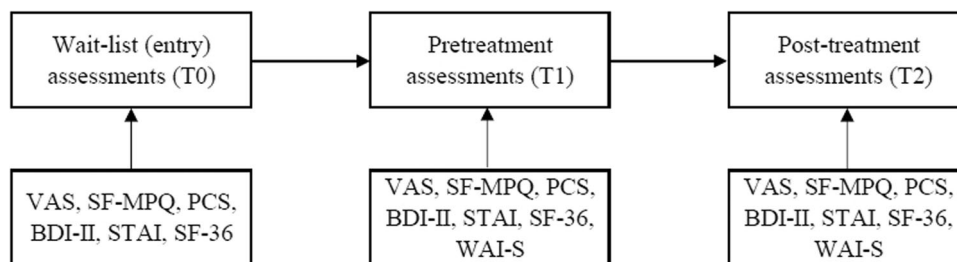 Wait-list (entry)
assessments (T0)
Pretreatment
assessments (T1)
Post-treatment
assessments (T2)
VAS, SF-MPQ, PCS,
BDI-II, STAI, SF-36
VAS, SF-MPQ, PCS,
BDI-II, STAI, SF-36,
WAI-S
VAS, SF-MPQ, PCS,
BDI-II, STAI, SF-36,
WAI-S